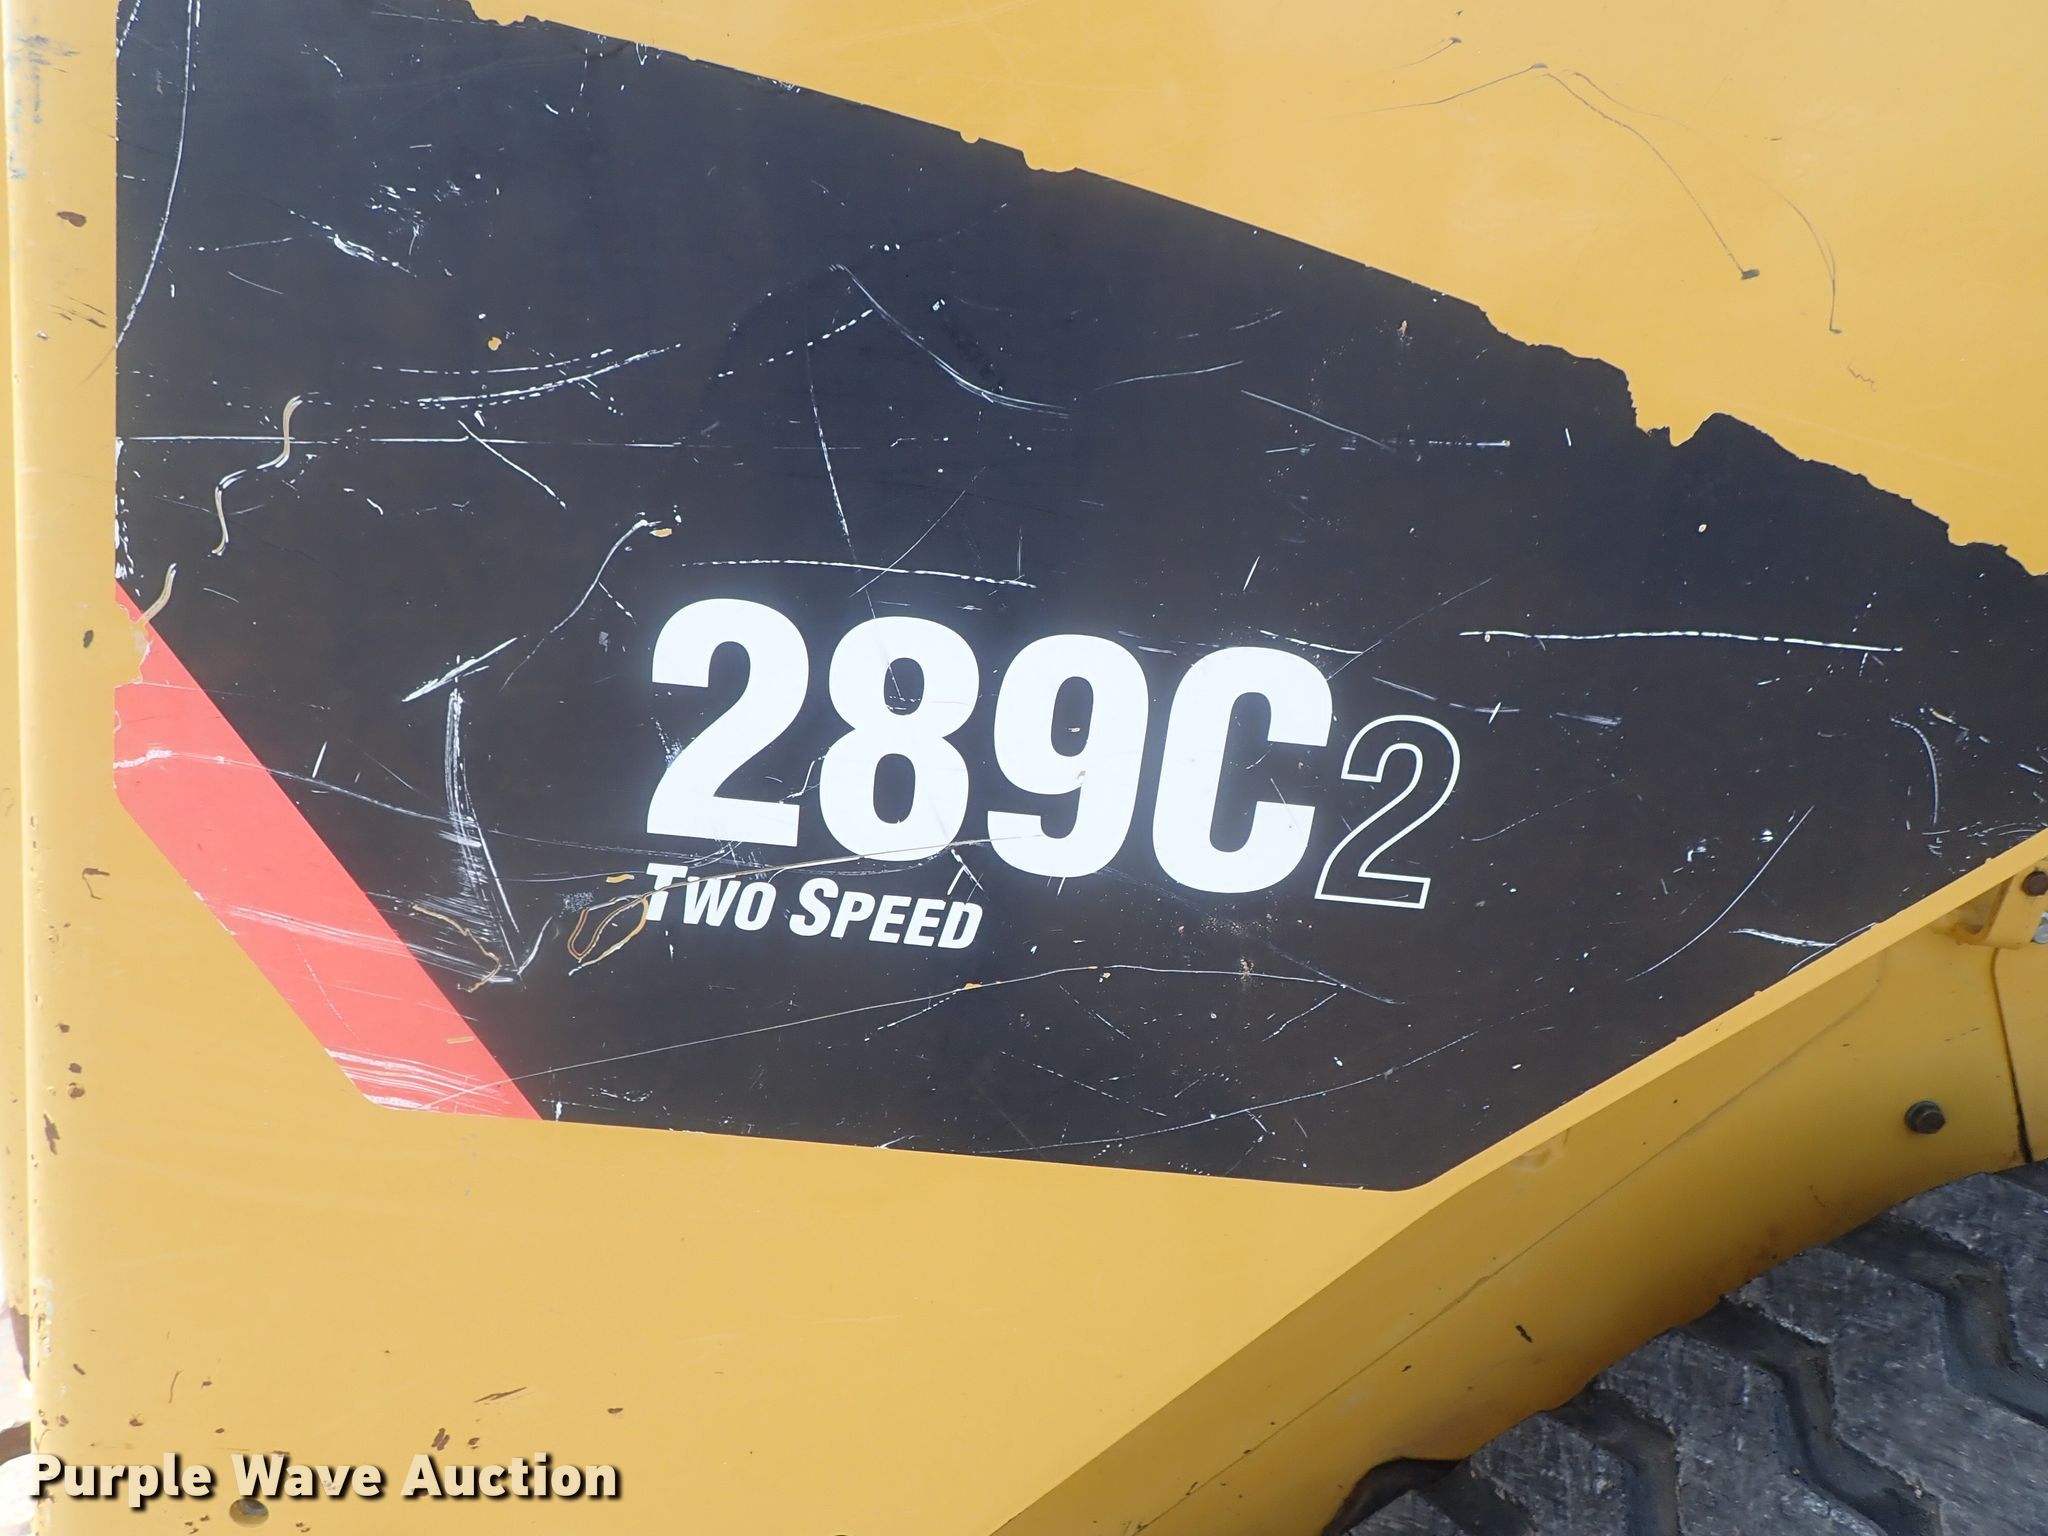 289C2
TWO SPEED
Purple Wave Auction